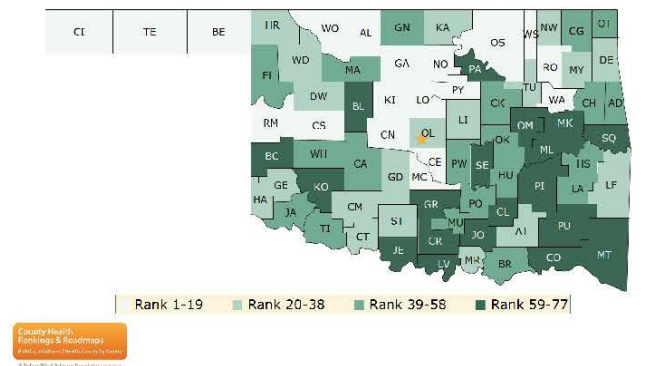 CI TE BE HR WO AL GN KA OS WS NW CG OT
EL WD MA GA NO PA RO MY DE
DW BL KI LO PY CK TU WA CH AD
RM CS CN OL LI OK OM MK SQ
BC WH CA CE PW SE HU ML HS
HA GE KO GD MC PI LA LF
JA TI CM CT ST GR PO CL AT PU
MU CR JO
JE LV MR BR CO MT
Rank 1-19 Rank 20-38 Rank 39-58 Rank 59-77
County Health
Rankings & Roadmaps